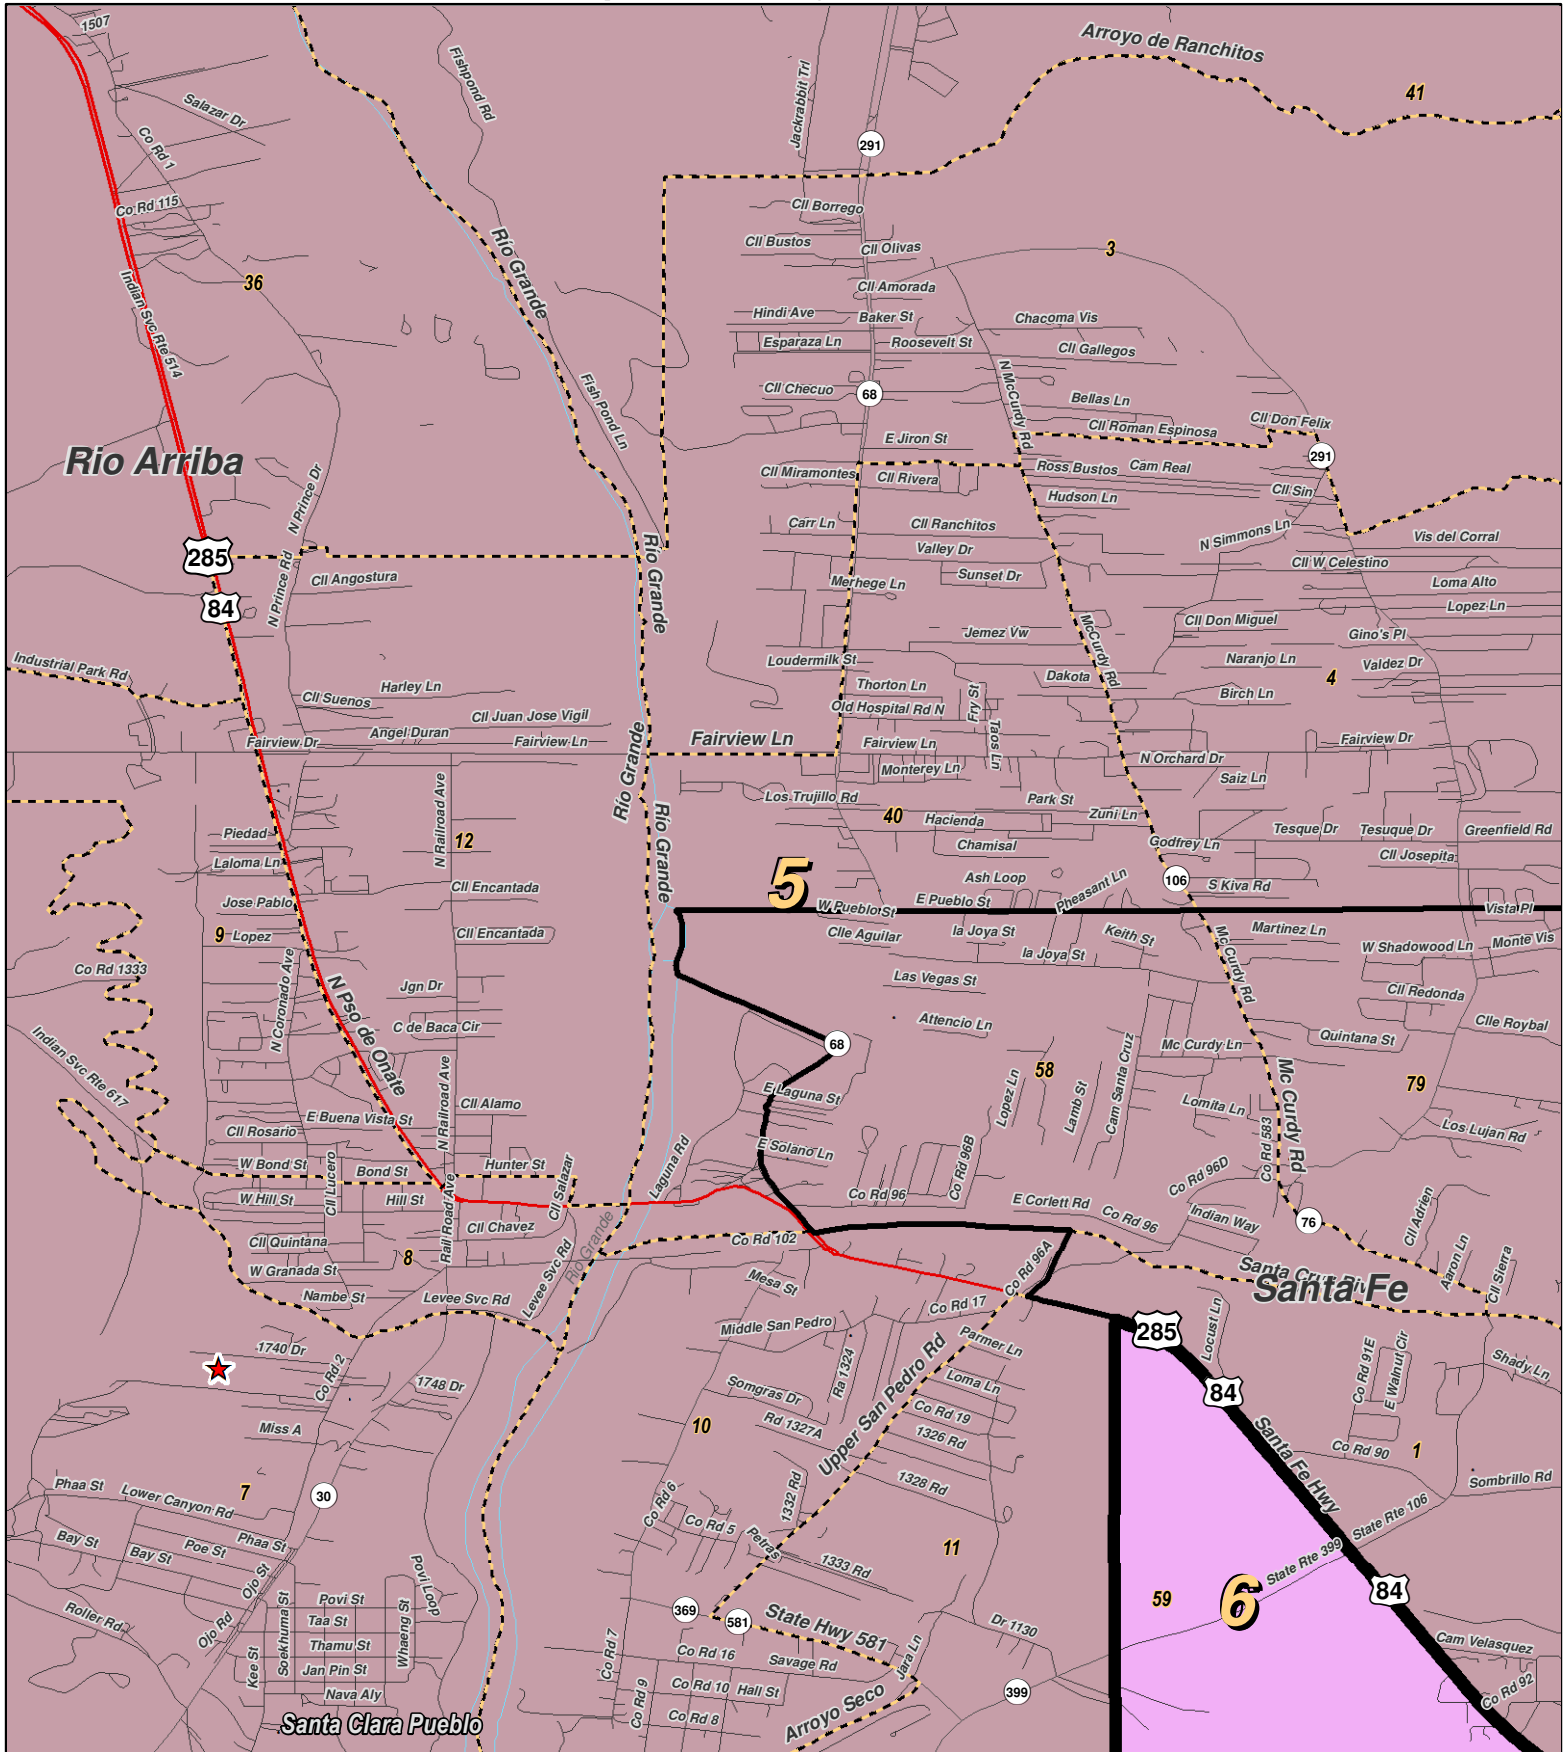 1507
Fishpond Rd
Jackrabbit Trl
Arroyo de Ranchitos
41
Salazar Dr
Co Rd 1
291
Co Rd 115
Cll Borrego
Cll Bustos
Cll Olivas
3
Rio Grande
36
Indian Svc Rte 514
Cll Amorada
Hindi Ave
Baker St
Chacoma Vis
Esparaza Ln
Roosevelt St
Cll Gallegos
Fish Pond Ln
Cll Checuo
68
N McCurdy Rd
Bellas Ln
Cll Don Felix
Cll Roman Espinosa
E Jiron St
Rio Arriba
291
Cll Miramontes
Cll Rivera
Ross Bustos
Cam Real
Hudson Ln
Cll Sin
N Prince Dr
Carr Ln
Cll Ranchitos
N Simmons Ln
Vis del Corral
285
Valley Dr
Rio Grande
Cll W Celestino
Cll Angostura
N Prince Rd
Merhege Ln
Sunset Dr
Loma Alto
84
Lopez Ln
Cll Don Miguel
Jemez Vw
McCurdy Rd
Gino's Pl
Industrial Park Rd
Loudermilk St
Naranjo Ln
Valdez Dr
4
Harley Ln
Cll Suenos
Thorton Ln
Fry St
Dakota
Birch Ln
Old Hospital Rd N
Cll Juan Jose Vigil
Angel Duran
Fairview Dr
Fairview Ln
Fairview Ln
Fairview Ln
Taos Ln
Fairview Dr
N Orchard Dr
Rio Grande
Monterey Ln
Saiz Ln
Los Trujillo Rd
Park St
N Railroad Ave
Rio Grande
40
Hacienda
Zuni Ln
Piedad
12
Tesque Dr
Tesuque Dr
Greenfield Rd
Chamisal
Godfrey Ln
Laloma Ln
Cll Josepita
5
Ash Loop
Pheasant Ln
106
S Kiva Rd
Cll Encantada
Jose Pablo
W Pueblo St
E Pueblo St
Vista Pl
9
Lopez
Cll Encantada
Clle Aguilar
la Joya St
Keith St
Martinez Ln
Mc Curdy Rd
W Shadowood Ln
Monte Vis
la Joya St
Co Rd 1333
N Coronado Ave
Jgn Dr
Las Vegas St
Cll Redonda
N Pso de Onate
C de Baca Cir
Attencio Ln
Clle Roybal
Quintana St
68
Mc Curdy Ln
Indian Svc Rte 617
58
79
E Laguna St
Lopez Ln
Lamb St
Cam Santa Cruz
Mc Curdy Rd
Cll Alamo
E Buena Vista St
N Railroad Ave
Lomita Ln
Cll Rosario
Los Lujan Rd
E Solano Ln
Co Rd 583
W Bond St
Cll Lucero
Bond St
Hunter St
Laguna Rd
Co Rd 96B
Co Rd 96D
W Hill St
Hill St
Cll Salazar
Co Rd 96
E Corlett Rd
Co Rd 96
Indian Way
76
Cll Adrien
Rail Road Ave
Cll Chavez
Co Rd 102
Cll Quintana
8
Levee Svc Rd
Rio Grande
Co Rd 96A
Aaron Ln
Cll Sierra
W Granada St
Mesa St
Santa Fe
Nambe St
Levee Svc Rd
Co Rd 17
Middle San Pedro
285
Locust Ln
1740 Dr
Parmer Ln
Co Rd 91E
E Walnut Cir
Shady Ln
Co Rd 2
1748 Dr
Somgras Dr
Ra 1324
Upper San Pedro Rd
Loma Ln
84
Co Rd 19
Miss A
10
Rd 1327A
1326 Rd
Santa Fe Hwy
Co Rd 90
1
Sombrillo Rd
Phaa St
Lower Canyon Rd
7
30
1328 Rd
1332 Rd
Co Rd 6
State Rte 106
Co Rd 5
Petras
Bay St
Poe St
Phaa St
Bay St
11
State Rte 399
1333 Rd
Ojo St
Povi Loop
84
59
6
Roller Rd
Povi St
369
581
State Hwy 581
Dr 1130
Ojo Rd
Taa St
Soekhuma St
Whaeng St
Thamu St
Cam Velasquez
Kee St
Co Rd 7
Co Rd 16
Savage Rd
Jara Ln
Jan Pin St
Co Rd 10
Hall St
399
Co Rd 92
Nava Aly
Co Rd 9
Co Rd 8
Arroyo Seco
Santa Clara Pueblo